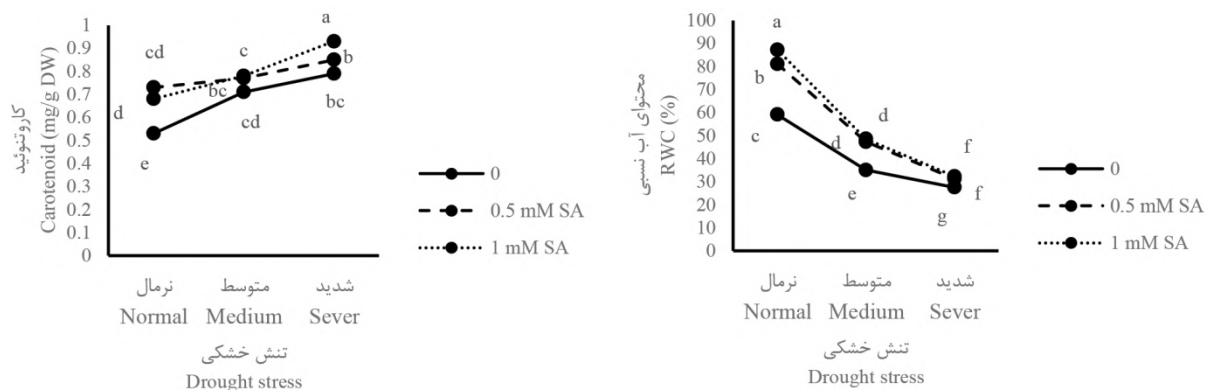 کاروتنوئید
Carotenoid (mg/g DW)
1
0.9
0.8
0.7
0.6
0.5
0.4
0.3
0.2
0.1
0
cd
d
e
c
bc
cd
a
b
bc
0
0.5 mM SA
1 mM SA
نرمال متوسط شدید
Normal Medium Sever
تنش خشکی
Drought stress
محتوای آب نسبی
RWC (%)
100
90
80
70
60
50
40
30
20
10
0
a
b
c
d
d
e
f
f
g
0
0.5 mM SA
1 mM SA
نرمال متوسط شدید
Normal Medium Sever
تنش خشکی
Drought stress